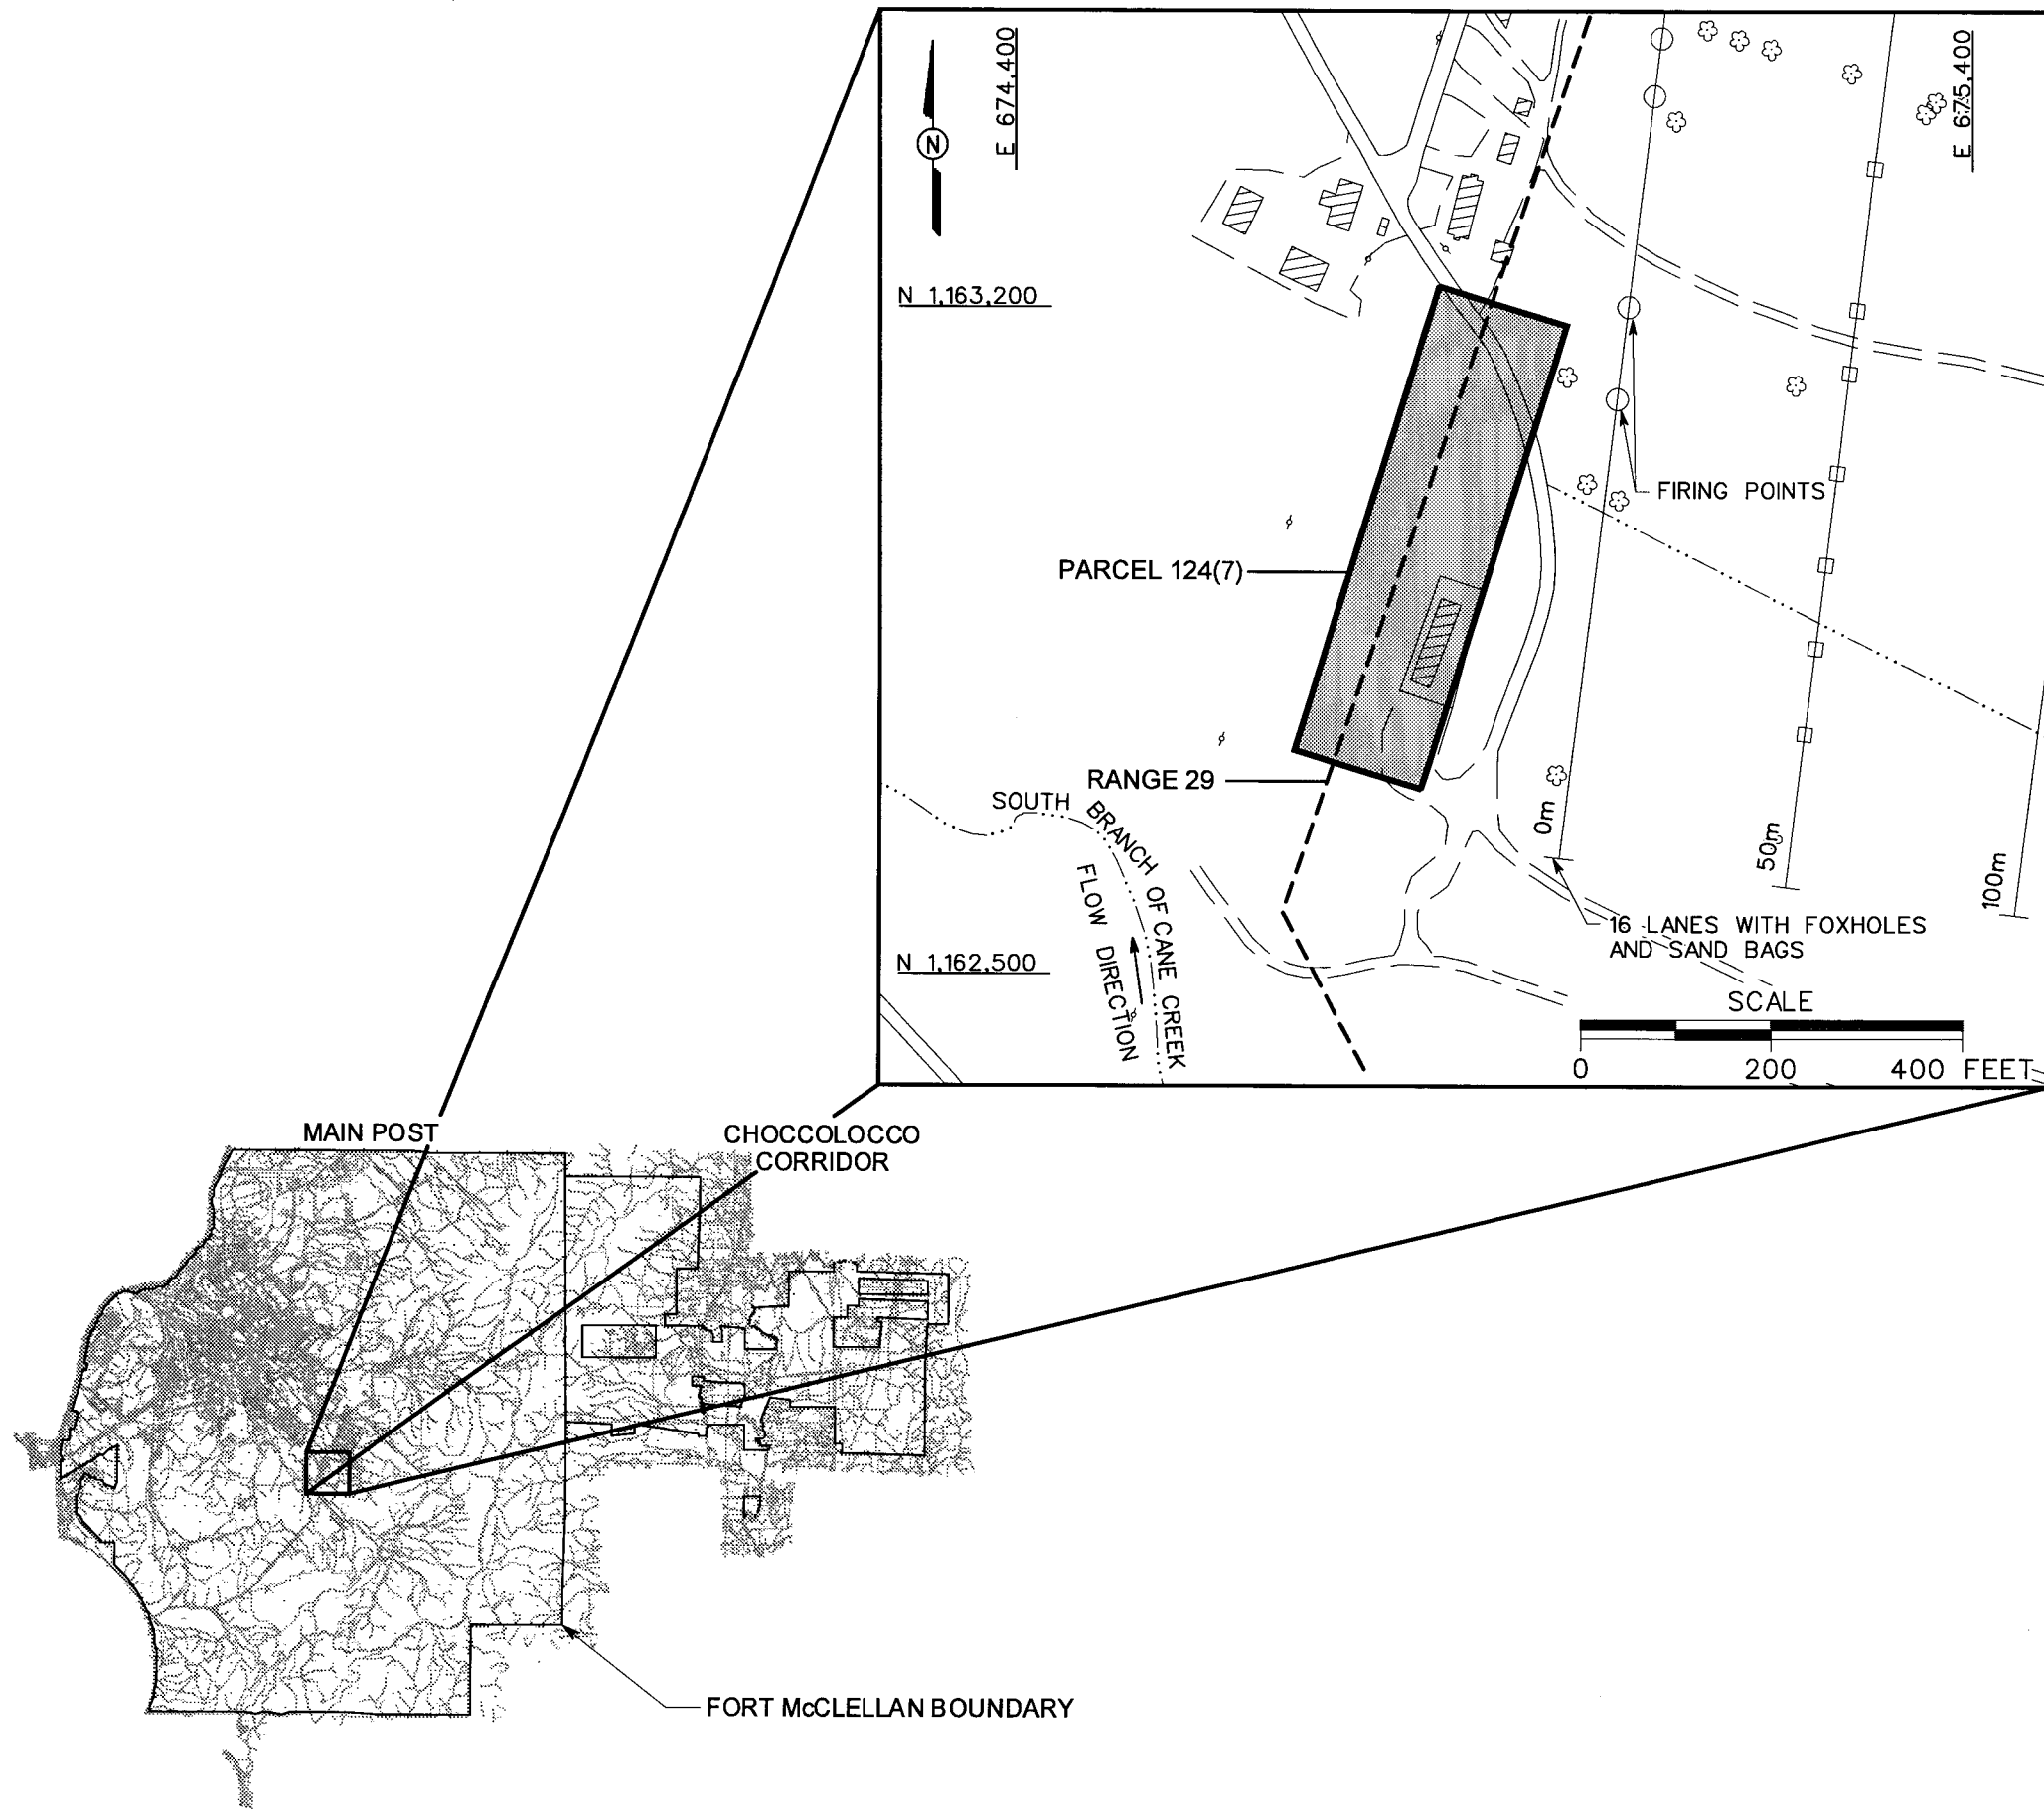 E 674,400
E 675,400
N
N 1,163,200
FIRING POINTS
PARCEL 124(7)
RANGE 29
SOUTH BRANCH OF CANE CREEK
FLOW DIRECTION
0m
50m
100m
16 LANES WITH FOXHOLES
AND SAND BAGS
N 1,162,500
SCALE
0 200 400 FEET
MAIN POST
CHOCCOLOCCO
CORRIDOR
FORT McCLELLAN BOUNDARY